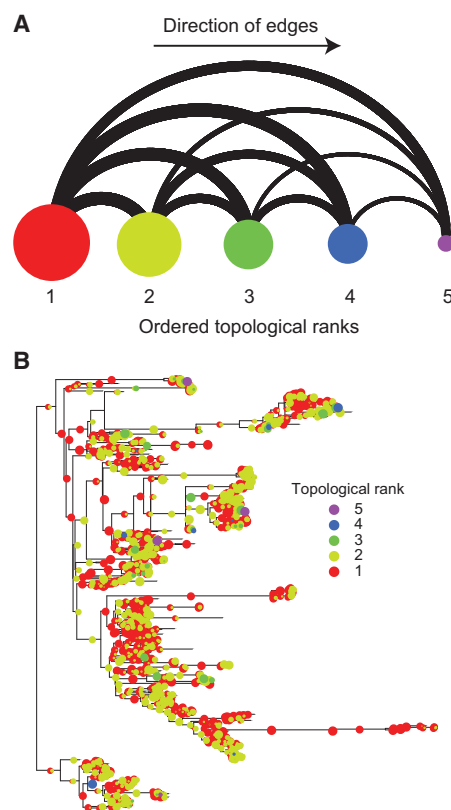 A
Direction of edges
1 2 3 4 5
Ordered topological ranks
B
Topological rank
5
4
3
2
1